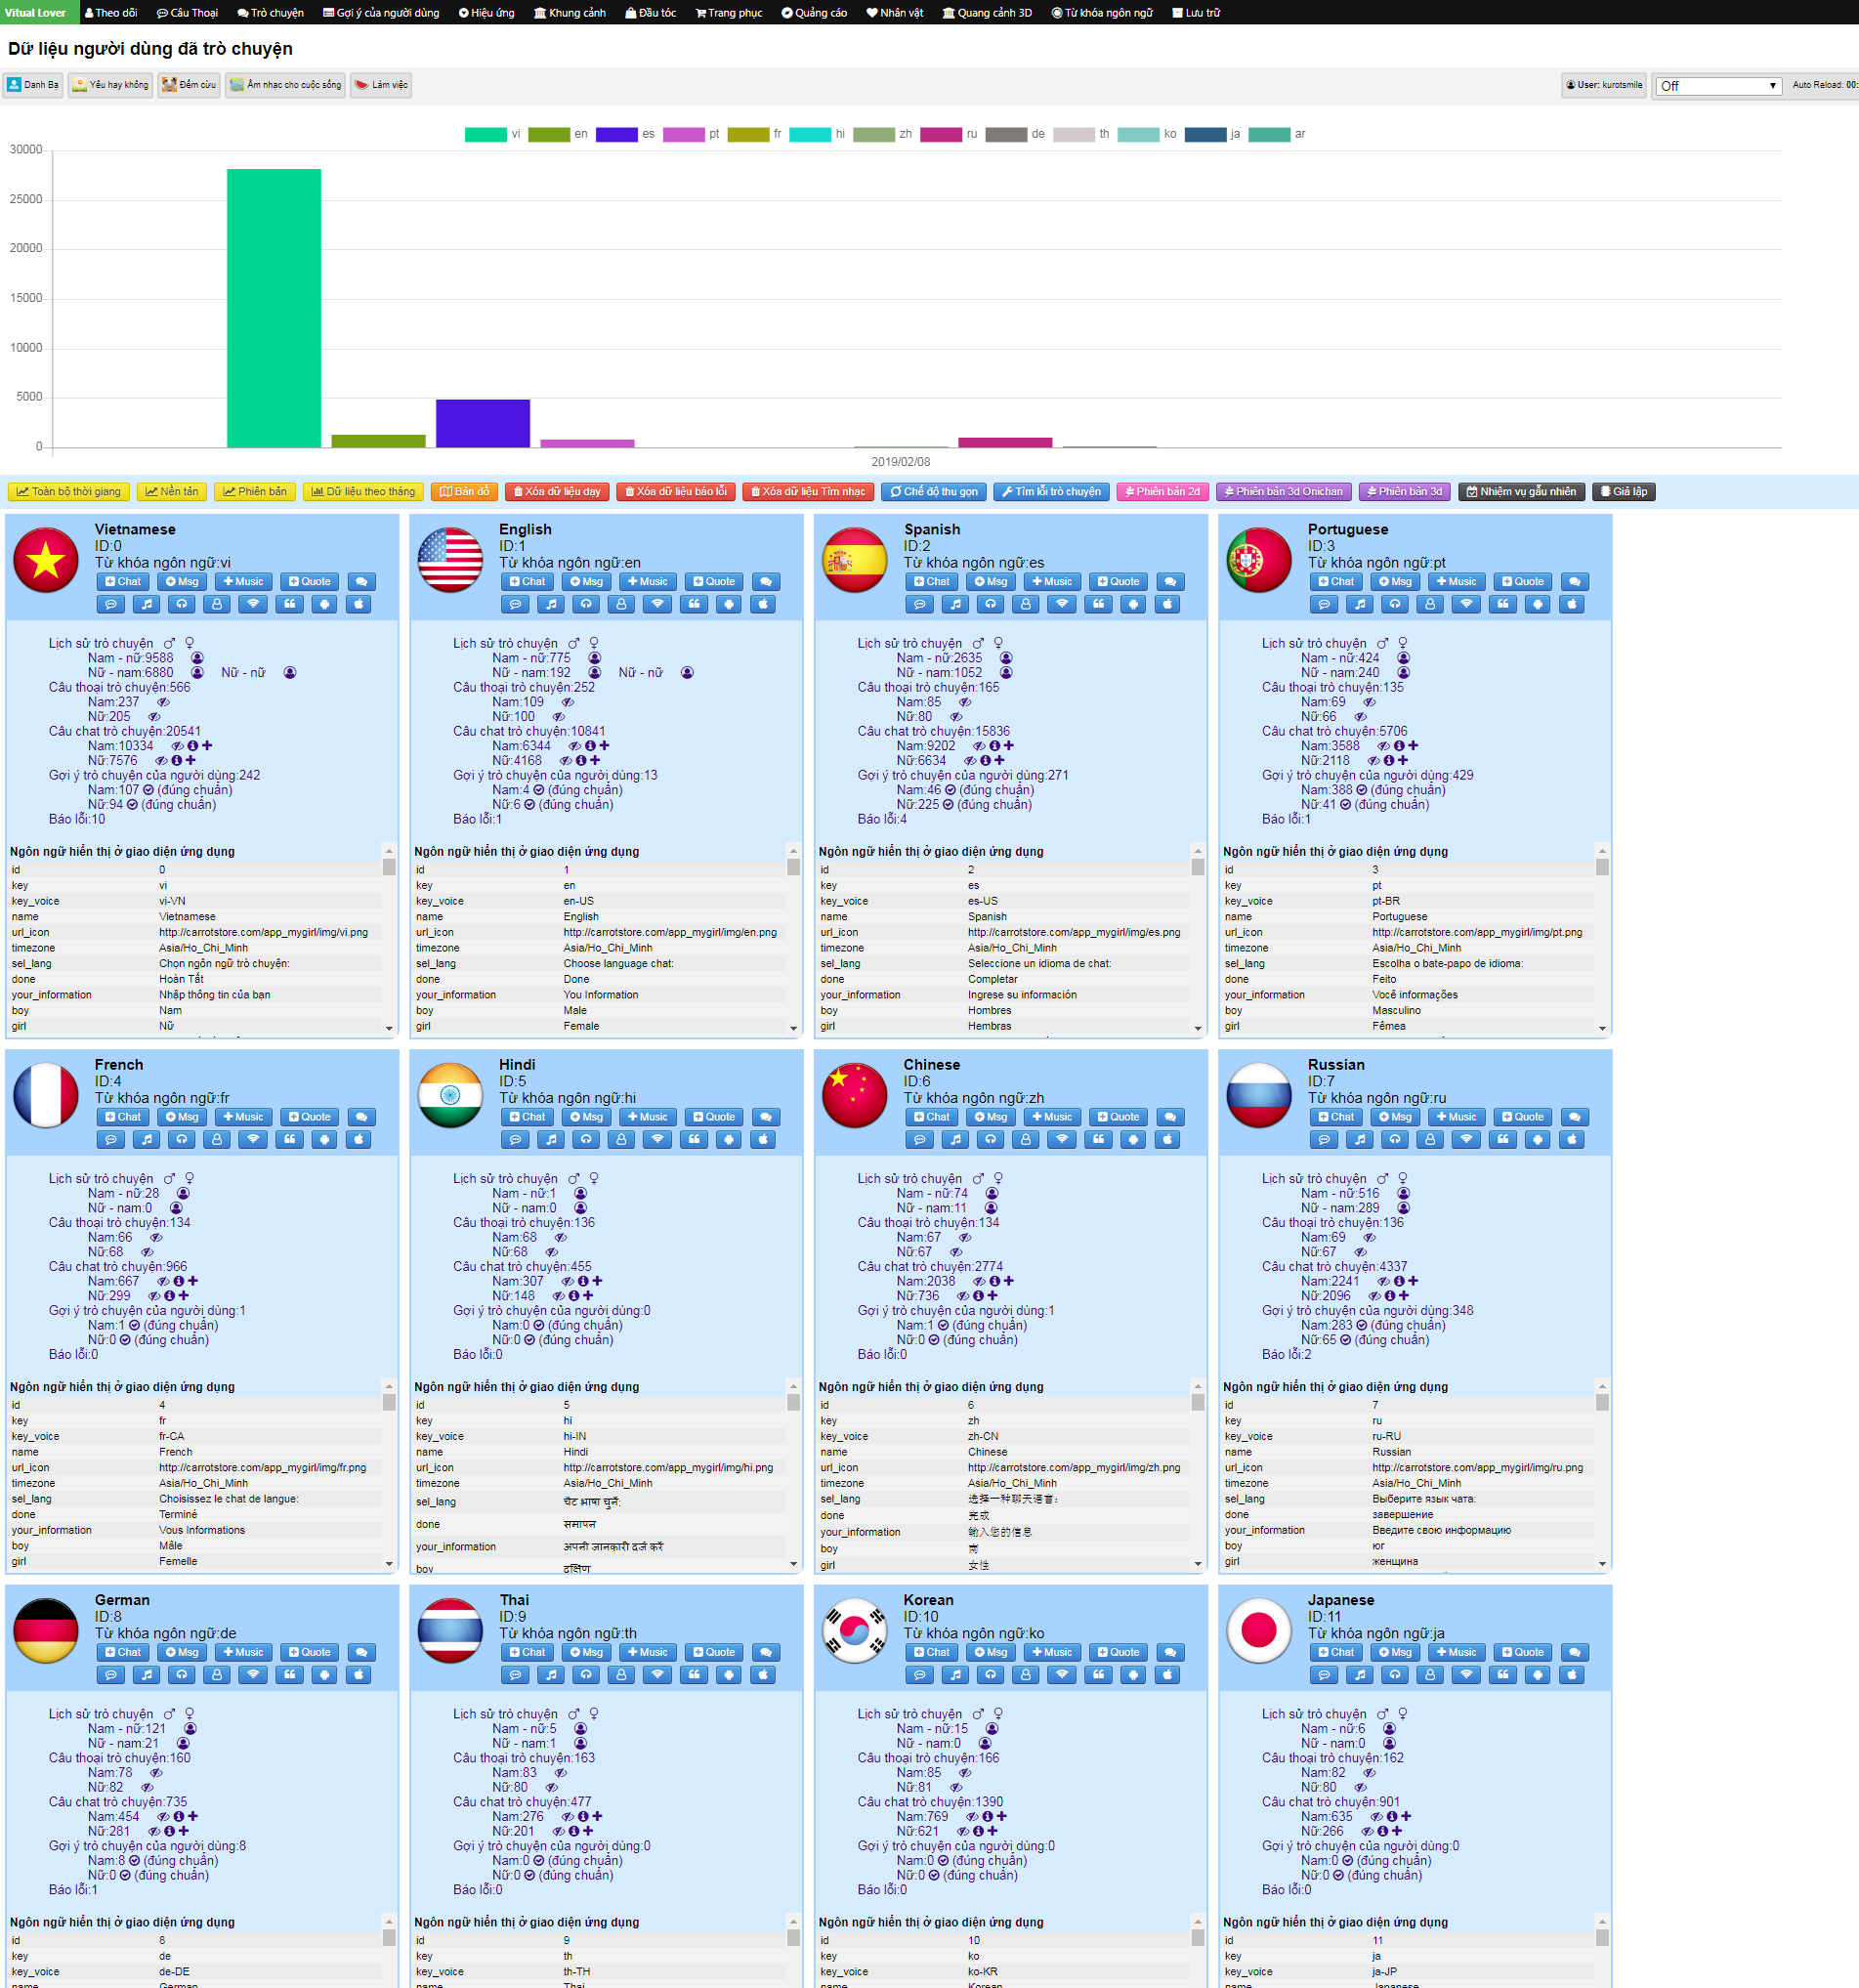 Vitual Lover Theo dõi Câu Thoại Trò chuyện Gợi ý của người dùng Hiệu ứng Khung cảnh Đầu tóc Trang phục Quảng cáo Nhân vật Quang cảnh 3D Từ khóa ngôn ngữ Lưu trữ
Dữ liệu người dùng đã trò chuyện
Danh Bạ Yêu hay không Đếm cừu Âm nhạc cho cuộc sống Làm việc User: kurotsmile Off Auto Reload: 00:
vi en es pt fr hi zh ru de th ko ja ar
30000
25000
20000
15000
10000
5000
0
2019/02/08
Toàn bộ thời giang Nền tản Phiên bản Dữ liệu theo tháng Bản đồ Xóa dữ liệu dạy Xóa dữ liệu báo lỗi Xóa dữ liệu Tìm nhạc Chế độ thu gọn Tìm lỗi trò chuyện Phiên bản 2d Phiên bản 3d Onichan Phiên bản 3d Nhiệm vụ gẫu nhiên Giả lập
Vietnamese
ID:0
Từ khóa ngôn ngữ:vi
Chat Msg Music Quote
Lịch sử trò chuyện
Nam - nữ:9588
Nữ - nam:6880 Nữ - nữ
Câu thoại trò chuyện:566
Nam:237
Nữ:205
Câu chat trò chuyện:20541
Nam:10334
Nữ:7576
Gợi ý trò chuyện của người dùng:242
Nam:107 (đúng chuẩn)
Nữ:94 (đúng chuẩn)
Báo lỗi:10
Ngôn ngữ hiển thị ở giao diện ứng dụng
id 0
key vi
key_voice vi-VN
name Vietnamese
url_icon http://carrotstore.com/app_mygirl/img/vi.png
timezone Asia/Ho_Chi_Minh
sel_lang Chọn ngôn ngữ trò chuyện:
done Hoàn Tất
your_information Nhập thông tin của bạn
boy Nam
girl Nữ
English
ID:1
Từ khóa ngôn ngữ:en
Chat Msg Music Quote
Lịch sử trò chuyện
Nam - nữ:775
Nữ - nam:192 Nữ - nữ
Câu thoại trò chuyện:252
Nam:109
Nữ:100
Câu chat trò chuyện:10841
Nam:6344
Nữ:4168
Gợi ý trò chuyện của người dùng:13
Nam:4 (đúng chuẩn)
Nữ:6 (đúng chuẩn)
Báo lỗi:1
Ngôn ngữ hiển thị ở giao diện ứng dụng
id 1
key en
key_voice en-US
name English
url_icon http://carrotstore.com/app_mygirl/img/en.png
timezone Asia/Ho_Chi_Minh
sel_lang Choose language chat:
done Done
your_information You Information
boy Male
girl Female
Spanish
ID:2
Từ khóa ngôn ngữ:es
Chat Msg Music Quote
Lịch sử trò chuyện
Nam - nữ:2635
Nữ - nam:1052
Câu thoại trò chuyện:165
Nam:85
Nữ:80
Câu chat trò chuyện:15836
Nam:9202
Nữ:6634
Gợi ý trò chuyện của người dùng:271
Nam:46 (đúng chuẩn)
Nữ:225 (đúng chuẩn)
Báo lỗi:4
Ngôn ngữ hiển thị ở giao diện ứng dụng
id 2
key es
key_voice es-US
name Spanish
url_icon http://carrotstore.com/app_mygirl/img/es.png
timezone Asia/Ho_Chi_Minh
sel_lang Seleccione un idioma de chat:
done Completar
your_information Ingrese su información
boy Hombres
girl Hembras
Portuguese
ID:3
Từ khóa ngôn ngữ:pt
Chat Msg Music Quote
Lịch sử trò chuyện
Nam - nữ:424
Nữ - nam:240
Câu thoại trò chuyện:135
Nam:69
Nữ:66
Câu chat trò chuyện:5706
Nam:3588
Nữ:2118
Gợi ý trò chuyện của người dùng:429
Nam:388 (đúng chuẩn)
Nữ:41 (đúng chuẩn)
Báo lỗi:1
Ngôn ngữ hiển thị ở giao diện ứng dụng
id 3
key pt
key_voice pt-BR
name Portuguese
url_icon http://carrotstore.com/app_mygirl/img/pt.png
timezone Asia/Ho_Chi_Minh
sel_lang Escolha o bate-papo de idioma:
done Feito
your_information Você informações
boy Masculino
girl Fêmea
French
ID:4
Từ khóa ngôn ngữ:fr
Chat Msg Music Quote
Lịch sử trò chuyện
Nam - nữ:28
Nữ - nam:0
Câu thoại trò chuyện:134
Nam:66
Nữ:68
Câu chat trò chuyện:966
Nam:667
Nữ:299
Gợi ý trò chuyện của người dùng:1
Nam:1 (đúng chuẩn)
Nữ:0 (đúng chuẩn)
Báo lỗi:0
Ngôn ngữ hiển thị ở giao diện ứng dụng
id 4
key fr
key_voice fr-CA
name French
url_icon http://carrotstore.com/app_mygirl/img/fr.png
timezone Asia/Ho_Chi_Minh
sel_lang Choisissez le chat de langue:
done Terminé
your_information Vous Informations
boy Mâle
girl Femelle
Hindi
ID:5
Từ khóa ngôn ngữ:hi
Chat Msg Music Quote
Lịch sử trò chuyện
Nam - nữ:1
Nữ - nam:0
Câu thoại trò chuyện:136
Nam:68
Nữ:68
Câu chat trò chuyện:455
Nam:307
Nữ:148
Gợi ý trò chuyện của người dùng:0
Nam:0 (đúng chuẩn)
Nữ:0 (đúng chuẩn)
Báo lỗi:0
Ngôn ngữ hiển thị ở giao diện ứng dụng
id 5
key hi
key_voice hi-IN
name Hindi
url_icon http://carrotstore.com/app_mygirl/img/hi.png
timezone Asia/Ho_Chi_Minh
sel_lang चैट भाषा चुनें:
done समापन
your_information अपनी जानकारी दर्ज करें
boy दक्षिण
Chinese
ID:6
Từ khóa ngôn ngữ:zh
Chat Msg Music Quote
Lịch sử trò chuyện
Nam - nữ:74
Nữ - nam:11
Câu thoại trò chuyện:134
Nam:67
Nữ:67
Câu chat trò chuyện:2774
Nam:2038
Nữ:736
Gợi ý trò chuyện của người dùng:1
Nam:1 (đúng chuẩn)
Nữ:0 (đúng chuẩn)
Báo lỗi:0
Ngôn ngữ hiển thị ở giao diện ứng dụng
id 6
key zh
key_voice zh-CN
name Chinese
url_icon http://carrotstore.com/app_mygirl/img/zh.png
timezone Asia/Ho_Chi_Minh
sel_lang 选择一种聊天语言：
done 完成
your_information 输入您的信息
boy 南
girl 女性
Russian
ID:7
Từ khóa ngôn ngữ:ru
Chat Msg Music Quote
Lịch sử trò chuyện
Nam - nữ:516
Nữ - nam:289
Câu thoại trò chuyện:136
Nam:69
Nữ:67
Câu chat trò chuyện:4337
Nam:2241
Nữ:2096
Gợi ý trò chuyện của người dùng:348
Nam:283 (đúng chuẩn)
Nữ:65 (đúng chuẩn)
Báo lỗi:2
Ngôn ngữ hiển thị ở giao diện ứng dụng
id 7
key ru
key_voice ru-RU
name Russian
url_icon http://carrotstore.com/app_mygirl/img/ru.png
timezone Asia/Ho_Chi_Minh
sel_lang Выберите язык чата:
done завершение
your_information Введите свою информацию
boy юг
girl женщина
German
ID:8
Từ khóa ngôn ngữ:de
Chat Msg Music Quote
Lịch sử trò chuyện
Nam - nữ:121
Nữ - nam:21
Câu thoại trò chuyện:160
Nam:78
Nữ:82
Câu chat trò chuyện:735
Nam:454
Nữ:281
Gợi ý trò chuyện của người dùng:8
Nam:8 (đúng chuẩn)
Nữ:0 (đúng chuẩn)
Báo lỗi:1
Ngôn ngữ hiển thị ở giao diện ứng dụng
id 8
key de
key_voice de-DE
name German
Thai
ID:9
Từ khóa ngôn ngữ:th
Chat Msg Music Quote
Lịch sử trò chuyện
Nam - nữ:5
Nữ - nam:1
Câu thoại trò chuyện:163
Nam:83
Nữ:80
Câu chat trò chuyện:477
Nam:276
Nữ:201
Gợi ý trò chuyện của người dùng:0
Nam:0 (đúng chuẩn)
Nữ:0 (đúng chuẩn)
Báo lỗi:0
Ngôn ngữ hiển thị ở giao diện ứng dụng
id 9
key th
key_voice th-TH
name Thai
Korean
ID:10
Từ khóa ngôn ngữ:ko
Chat Msg Music Quote
Lịch sử trò chuyện
Nam - nữ:15
Nữ - nam:0
Câu thoại trò chuyện:166
Nam:85
Nữ:81
Câu chat trò chuyện:1390
Nam:769
Nữ:621
Gợi ý trò chuyện của người dùng:0
Nam:0 (đúng chuẩn)
Nữ:0 (đúng chuẩn)
Báo lỗi:0
Ngôn ngữ hiển thị ở giao diện ứng dụng
id 10
key ko
key_voice ko-KR
name Korean
Japanese
ID:11
Từ khóa ngôn ngữ:ja
Chat Msg Music Quote
Lịch sử trò chuyện
Nam - nữ:6
Nữ - nam:0
Câu thoại trò chuyện:162
Nam:82
Nữ:80
Câu chat trò chuyện:901
Nam:635
Nữ:266
Gợi ý trò chuyện của người dùng:0
Nam:0 (đúng chuẩn)
Nữ:0 (đúng chuẩn)
Báo lỗi:0
Ngôn ngữ hiển thị ở giao diện ứng dụng
id 11
key ja
key_voice ja-JP
name Japanese